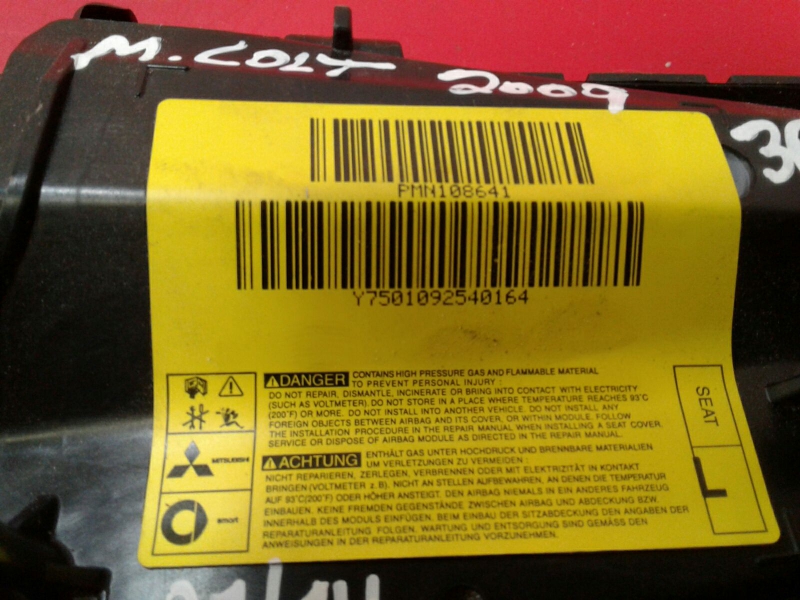 M. COLT 2009
PMN108641
Y7501092540164
DANGER CONTAINS HIGH PRESSURE GAS AND FLAMMABLE MATERIAL
TO PREVENT PERSONAL INJURY :
DO NOT REPAIR, DISMANTLE, INCINERATE OR BRING INTO CONTACT WITH ELECTRICITY
(SUCH AS VOLTMETER). DO NOT STORE IN A PLACE WHERE TEMPERATURE REACHES 93°C
(200°F) OR MORE. DO NOT INSTALL INTO ANOTHER VEHICLE. DO NOT INSTALL ANY
FOREIGN OBJECTS BETWEEN AIRBAG AND ITS COVER, OR WITHIN MODULE. FOLLOW
THE INSTALLATION PROCEDURE IN THE REPAIR MANUAL WHEN INSTALLING A SEAT COVER.
SERVICE OR DISPOSE OF AIRBAG MODULE AS DIRECTED IN THE REPAIR MANUAL.
ACHTUNG ENTHÄLT GAS UNTER HOCHDRUCK UND BRENNBARE MATERIALIEN
UM VERLETZUNGEN ZU VERMEIDEN :
NICHT REPARIEREN, ZERLEGEN, VERBRENNEN ODER MIT ELEKTRIZITÄT IN KONTAKT
BRINGEN (VOLTMETER z.B). NICHT AN STELLEN AUFBEWAHREN, AN DENEN DIE TEMPERATUR
AUF 93°C(200°F) ODER HÖHER ANSTEIGT. DEN AIRBAG NIEMALS IN EIN ANDERES FAHRZEUG
EINBAUEN. KEINE FREMDEN GEGENSTÄNDE ZWISCHEN AIRBAG UND ABDECKUNG BZW.
INNERHALB DES MODULS EINFÜGEN. BEIM EINBAU DER SITZABDECKUNG DEN ANGABEN DER
REPARATURANLEITUNG FOLGEN. WARTUNG UND ENTSORGUNG SIND GEMÄSS DEN
ANWEISUNGEN IN DER REPARATURANLEITUNG VORZUNEHMEN.
MITSUBISHI
smart
SEAT
L